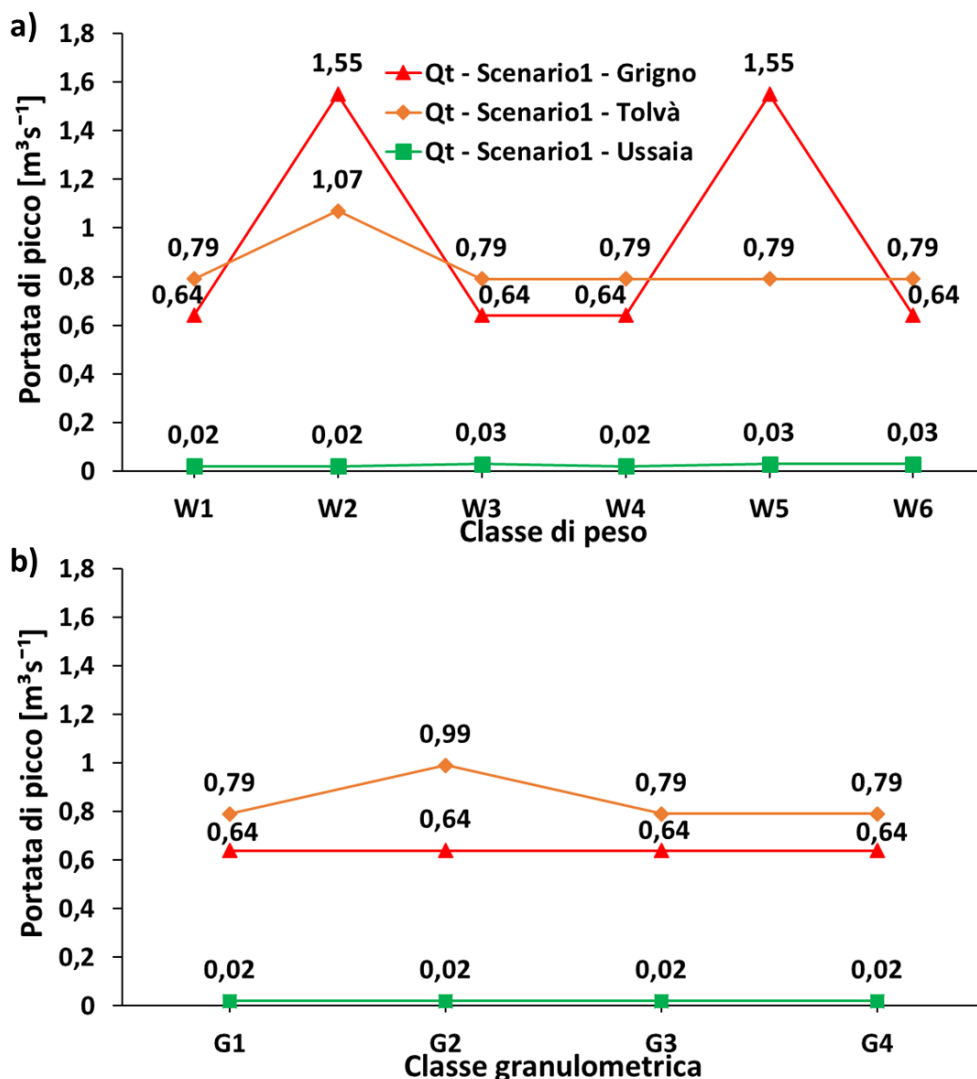 a)
1,8
1,6
1,4
1,2
1
0,8
0,6
0,4
0,2
0
Portata di picco [m³s⁻¹]
Qt - Scenario1 - Grigno
Qt - Scenario1 - Tolvà
Qt - Scenario1 - Ussaia
1,55 1,55
1,07
0,79 0,79 0,79 0,79 0,79
0,64 0,64 0,64 0,64
0,02 0,02 0,03 0,02 0,03 0,03
W1 W2 W3 W4 W5 W6
Classe di peso
b)
1,8
1,6
1,4
1,2
1
0,8
0,6
0,4
0,2
0
Portata di picco [m³s⁻¹]
0,99
0,79 0,79 0,79
0,64 0,64 0,64 0,64
0,02 0,02 0,02 0,02
G1 G2 G3 G4
Classe granulometrica